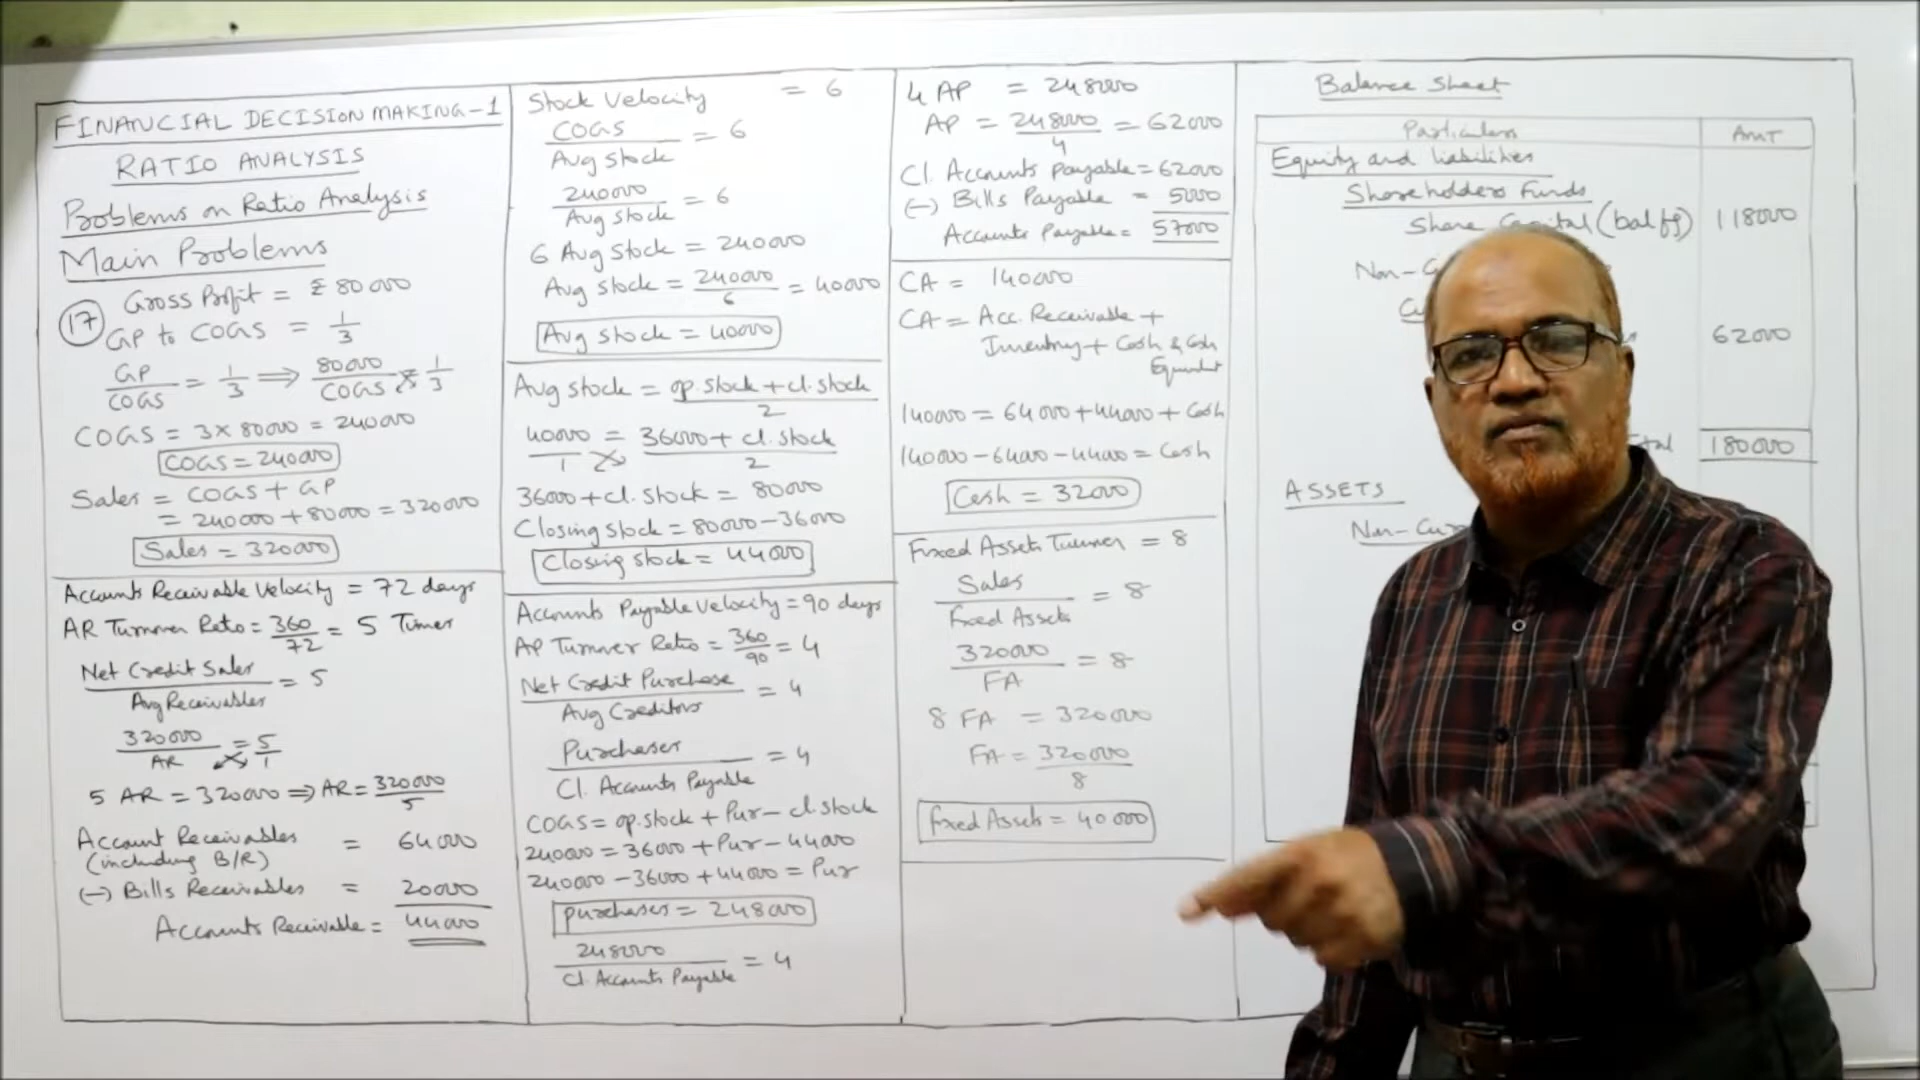 FINANCIAL DECISION MAKING-1
RATIO ANALYSIS
Problems on Ratio Analysis
Main Problems
(17) Gross Profit = ₹ 80000
GP to COGS = 1/3
GP/COGS = 1/3 ⇒ 80000/COGS = 1/3
COGS = 3 × 80000 = 240000
COGS = 240000
Sales = COGS + GP
= 240000 + 80000 = 320000
Sales = 320000
Accounts Receivable Velocity = 72 days
AR Turnover Ratio = 360/72 = 5 Times
Net Credit Sales/Avg Receivables = 5
320000/AR = 5/1
5 AR = 320000 ⇒ AR = 320000/5
Account Receivables = 64000
(including B/R)
(-) Bills Receivables = 20000
Accounts Receivable = 44000
Stock Velocity = 6
COGS/Avg stock = 6
240000/Avg stock = 6
6 Avg stock = 240000
Avg stock = 240000/6 = 40000
Avg stock = 40000
Avg stock = op. stock + cl. stock/2
40000/1 = 36000 + cl. stock/2
36000 + cl. stock = 80000
Closing stock = 80000 - 36000
Closing stock = 44000
Accounts Payable Velocity = 90 days
AP Turnover Ratio = 360/90 = 4
Net Credit Purchase/Avg Creditors = 4
Purchases/Cl. Accounts Payable = 4
COGS = op. stock + Pur - cl. stock
240000 = 36000 + Pur - 44000
240000 - 36000 + 44000 = Pur
purchases = 248000
248000/Cl. Accounts Payable = 4
4 AP = 248000
AP = 248000/4 = 62000
Cl. Accounts Payable = 62000
(-) Bills Payable = 5000
Accounts Payable = 57000
CA = 140000
CA = Acc. Receivable +
Inventory + Cash & Cash
Equivalent
140000 = 64000 + 44000 + Cash
140000 - 64000 - 44000 = Cash
Cash = 32000
Fixed Assets Turnover = 8
Sales/Fixed Assets = 8
320000/FA = 8
8 FA = 320000
FA = 320000/8
Fixed Assets = 40000
Balance Sheet
Particulars AMT
Equity and liabilities
Shareholders Funds
Share Capital (bal fg) 118000
Non-C
62000
180000
ASSETS
Non-Cur